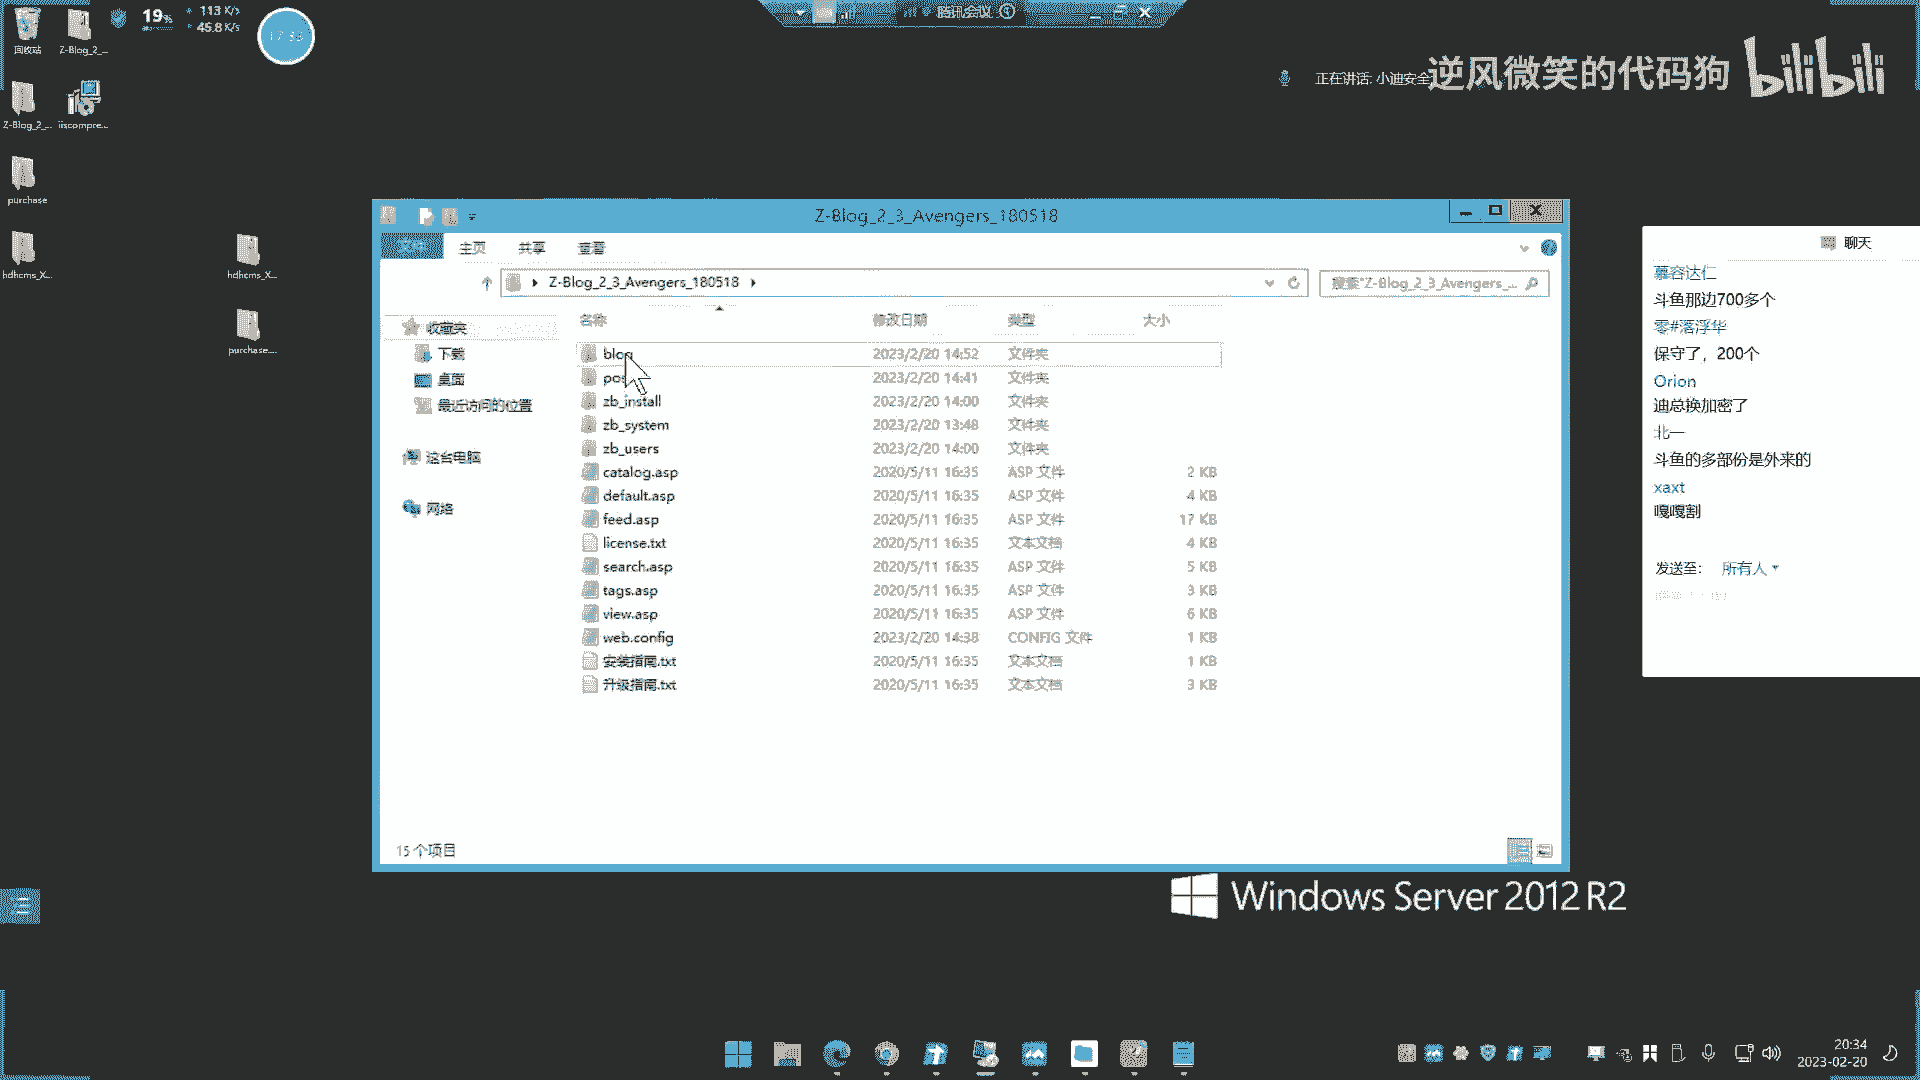 回收站
Z-Blog_2_...
19%
113 K/s
45.8 K/s
17:33
腾讯会议
正在讲话: 小迪安全
逆风微笑的代码狗
bilibili
Z-Blog_2_...
iiscompre...
purchase
hdhcms_X...
hdhcms_X...
purchase....
Z-Blog_2_3_Avengers_180518
文件
主页
共享
查看
Z-Blog_2_3_Avengers_180518
搜索"Z-Blog_2_3_Avengers_...
收藏夹
下载
桌面
最近访问的位置
这台电脑
网络
名称 修改日期 类型 大小
blog 2023/2/20 14:52 文件夹
2023/2/20 14:41 文件夹
zb_install 2023/2/20 14:00 文件夹
zb_system 2023/2/20 13:48 文件夹
zb_users 2023/2/20 14:00 文件夹
catalog.asp 2020/5/11 16:35 ASP 文件 2 KB
default.asp 2020/5/11 16:35 ASP 文件 4 KB
feed.asp 2020/5/11 16:35 ASP 文件 17 KB
license.txt 2020/5/11 16:35 文本文档 4 KB
search.asp 2020/5/11 16:35 ASP 文件 5 KB
tags.asp 2020/5/11 16:35 ASP 文件 3 KB
view.asp 2020/5/11 16:35 ASP 文件 6 KB
web.config 2023/2/20 14:38 CONFIG 文件 1 KB
安装指南.txt 2020/5/11 16:35 文本文档 1 KB
升级指南.txt 2020/5/11 16:35 文本文档 3 KB
15 个项目
聊天
慕容达仁
斗鱼那边700多个
零#落浮华
保守了，200个
Orion
迪总换加密了
北一
斗鱼的多部份是外来的
xaxt
嘎嘎割
发送至: 所有人
Windows Server 2012 R2
20:34
2023-02-20